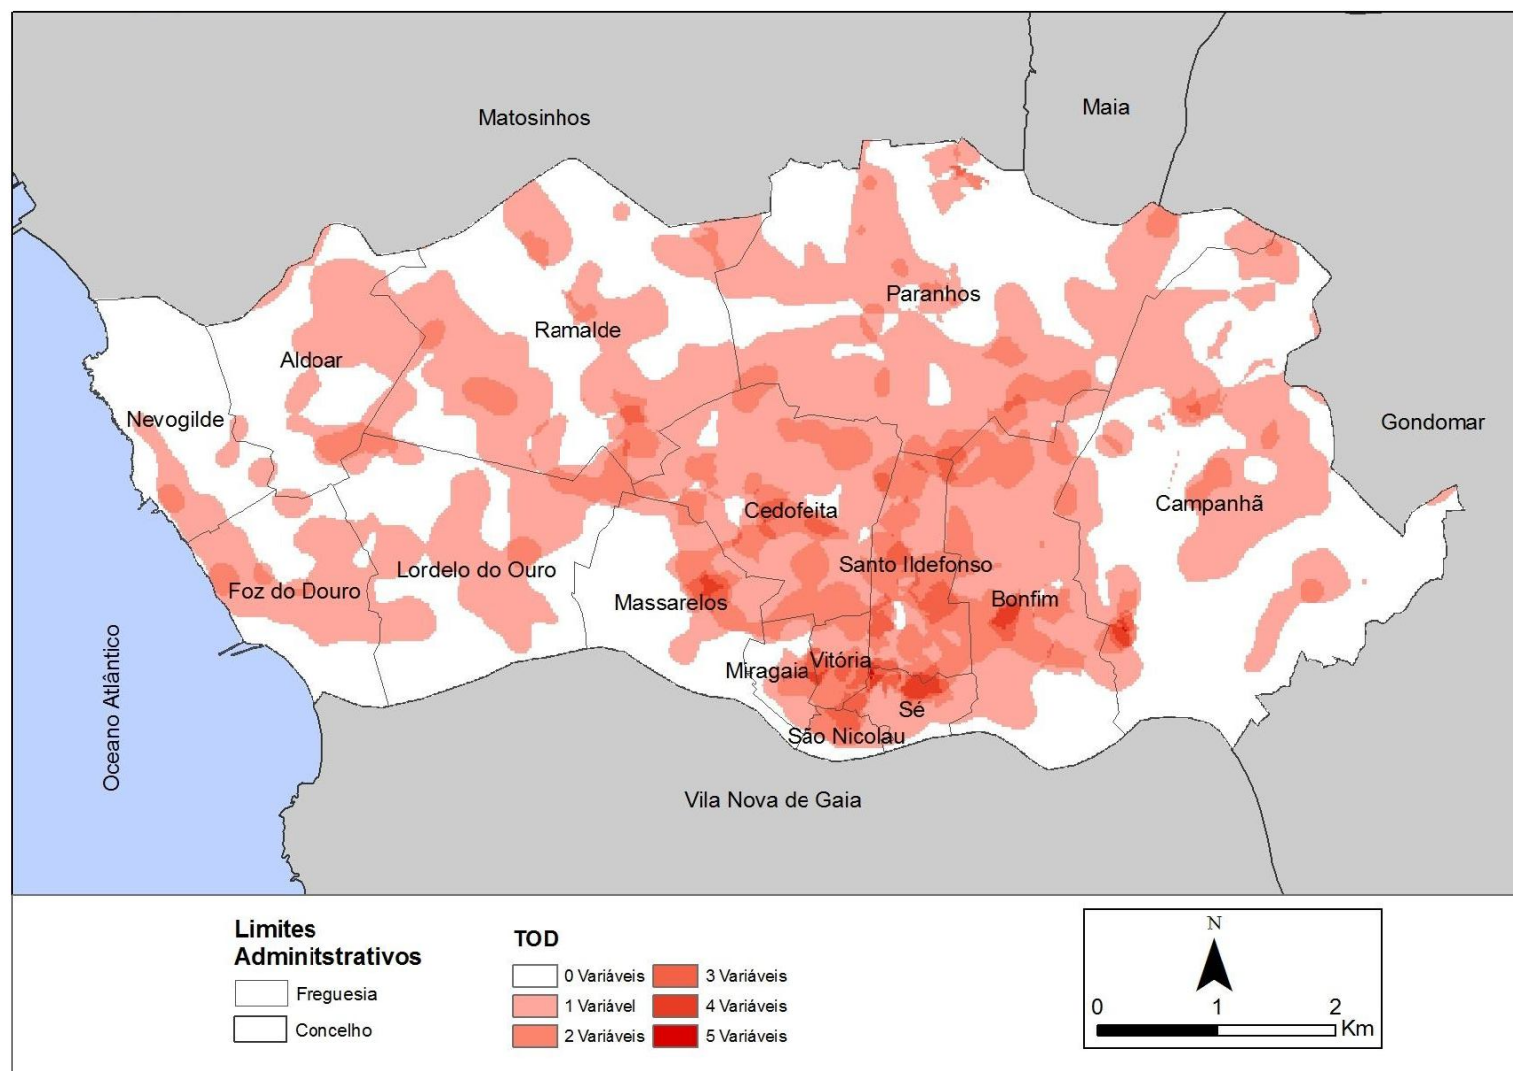 Maia
Matosinhos
Paranhos
Ramalde
Aldoar
Nevogilde
Gondomar
Campanhã
Cedofeita
Santo Ildefonso
Lordelo do Ouro
Foz do Douro
Bonfim
Massarelos
Vitória
Miragaia
Sé
São Nicolau
Oceano Atlântico
Vila Nova de Gaia
Limites
Adminitstrativos
Freguesia
Concelho
TOD
0 Variáveis
1 Variável
2 Variáveis
3 Variáveis
4 Variáveis
5 Variáveis
N
0 1 2
Km